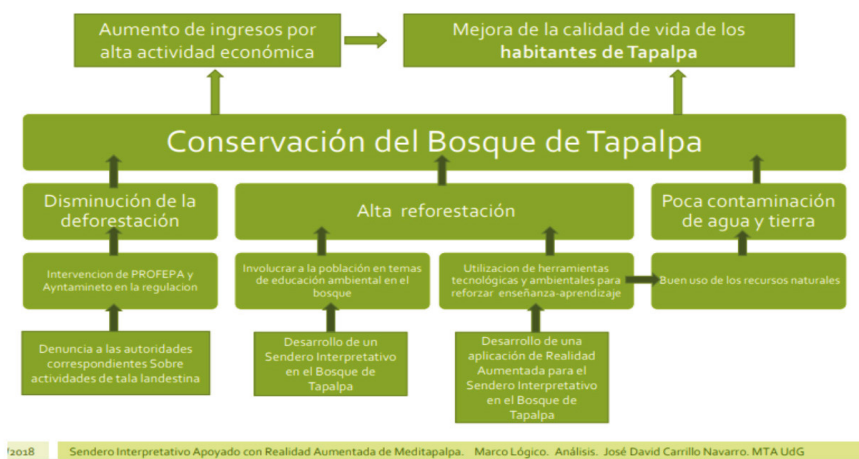 Aumento de ingresos por
alta actividad económica
Mejora de la calidad de vida de los
habitantes de Tapalpa
Conservación del Bosque de Tapalpa
Disminución de la
deforestación
Alta reforestación
Poca contaminación
de agua y tierra
Intervencion de PROFEPA y
Ayntamineto en la regulacion
Involucrar a la población en temas
de educación ambiental en el
bosque
Utilizacion de herramientas
tecnológicas y ambientales para
reforzar enseñanza-aprendizaje
Buen uso de los recursos naturales
Denuncia a las autoridades
correspondientes Sobre
actividades de tala landestina
Desarrollo de un
Sendero Interpretativo
en el Bosque de
Tapalpa
Desarrollo de una
aplicación de Realidad
Aumentada para el
Sendero Interpretativo
en el Bosque de
Tapalpa
/2018 Sendero Interpretativo Apoyado con Realidad Aumentada de Meditapalpa. Marco Lógico. Análisis. José David Carrillo Navarro. MTA UdG